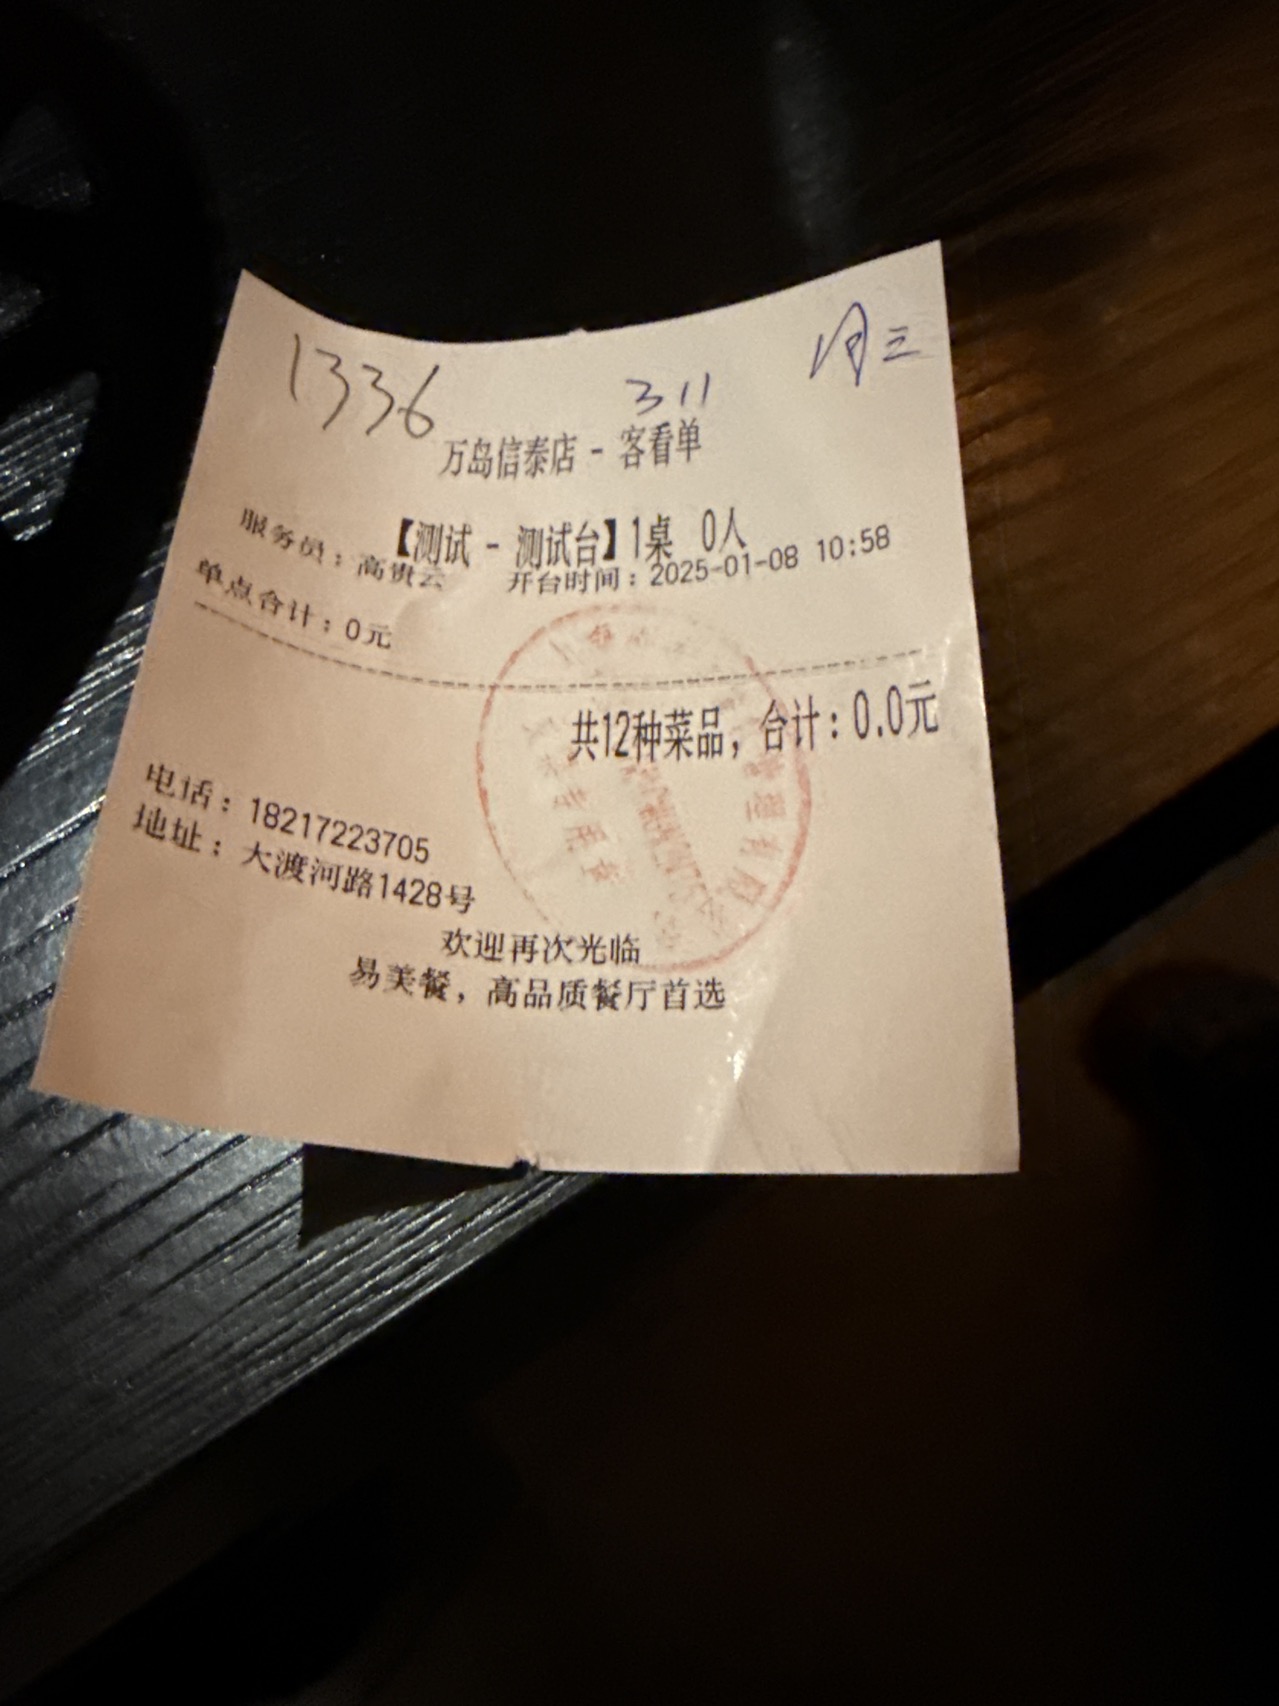 1336 311 周三
万岛信泰店 - 客看单
【测试 - 测试台】1桌 0人
服务员：高贵云 开台时间：2025-01-08 10:58
单点合计：0元
共12种菜品，合计：0.0元
电话：18217223705
地址：大渡河路1428号
欢迎再次光临
易美餐，高品质餐厅首选